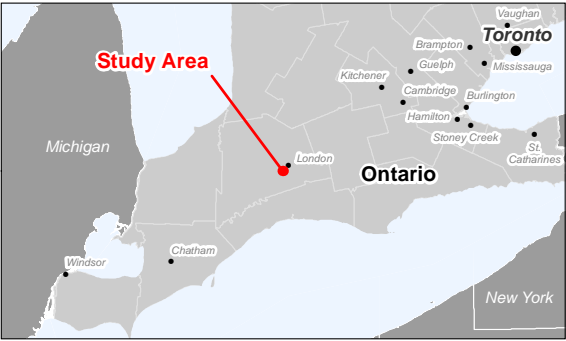 Vaughan
Toronto
Brampton
Study Area
Guelph
Mississauga
Kitchener
Cambridge
Burlington
Hamilton
Stoney Creek
Michigan
London
St.
Catharines
Ontario
Chatham
Windsor
New York